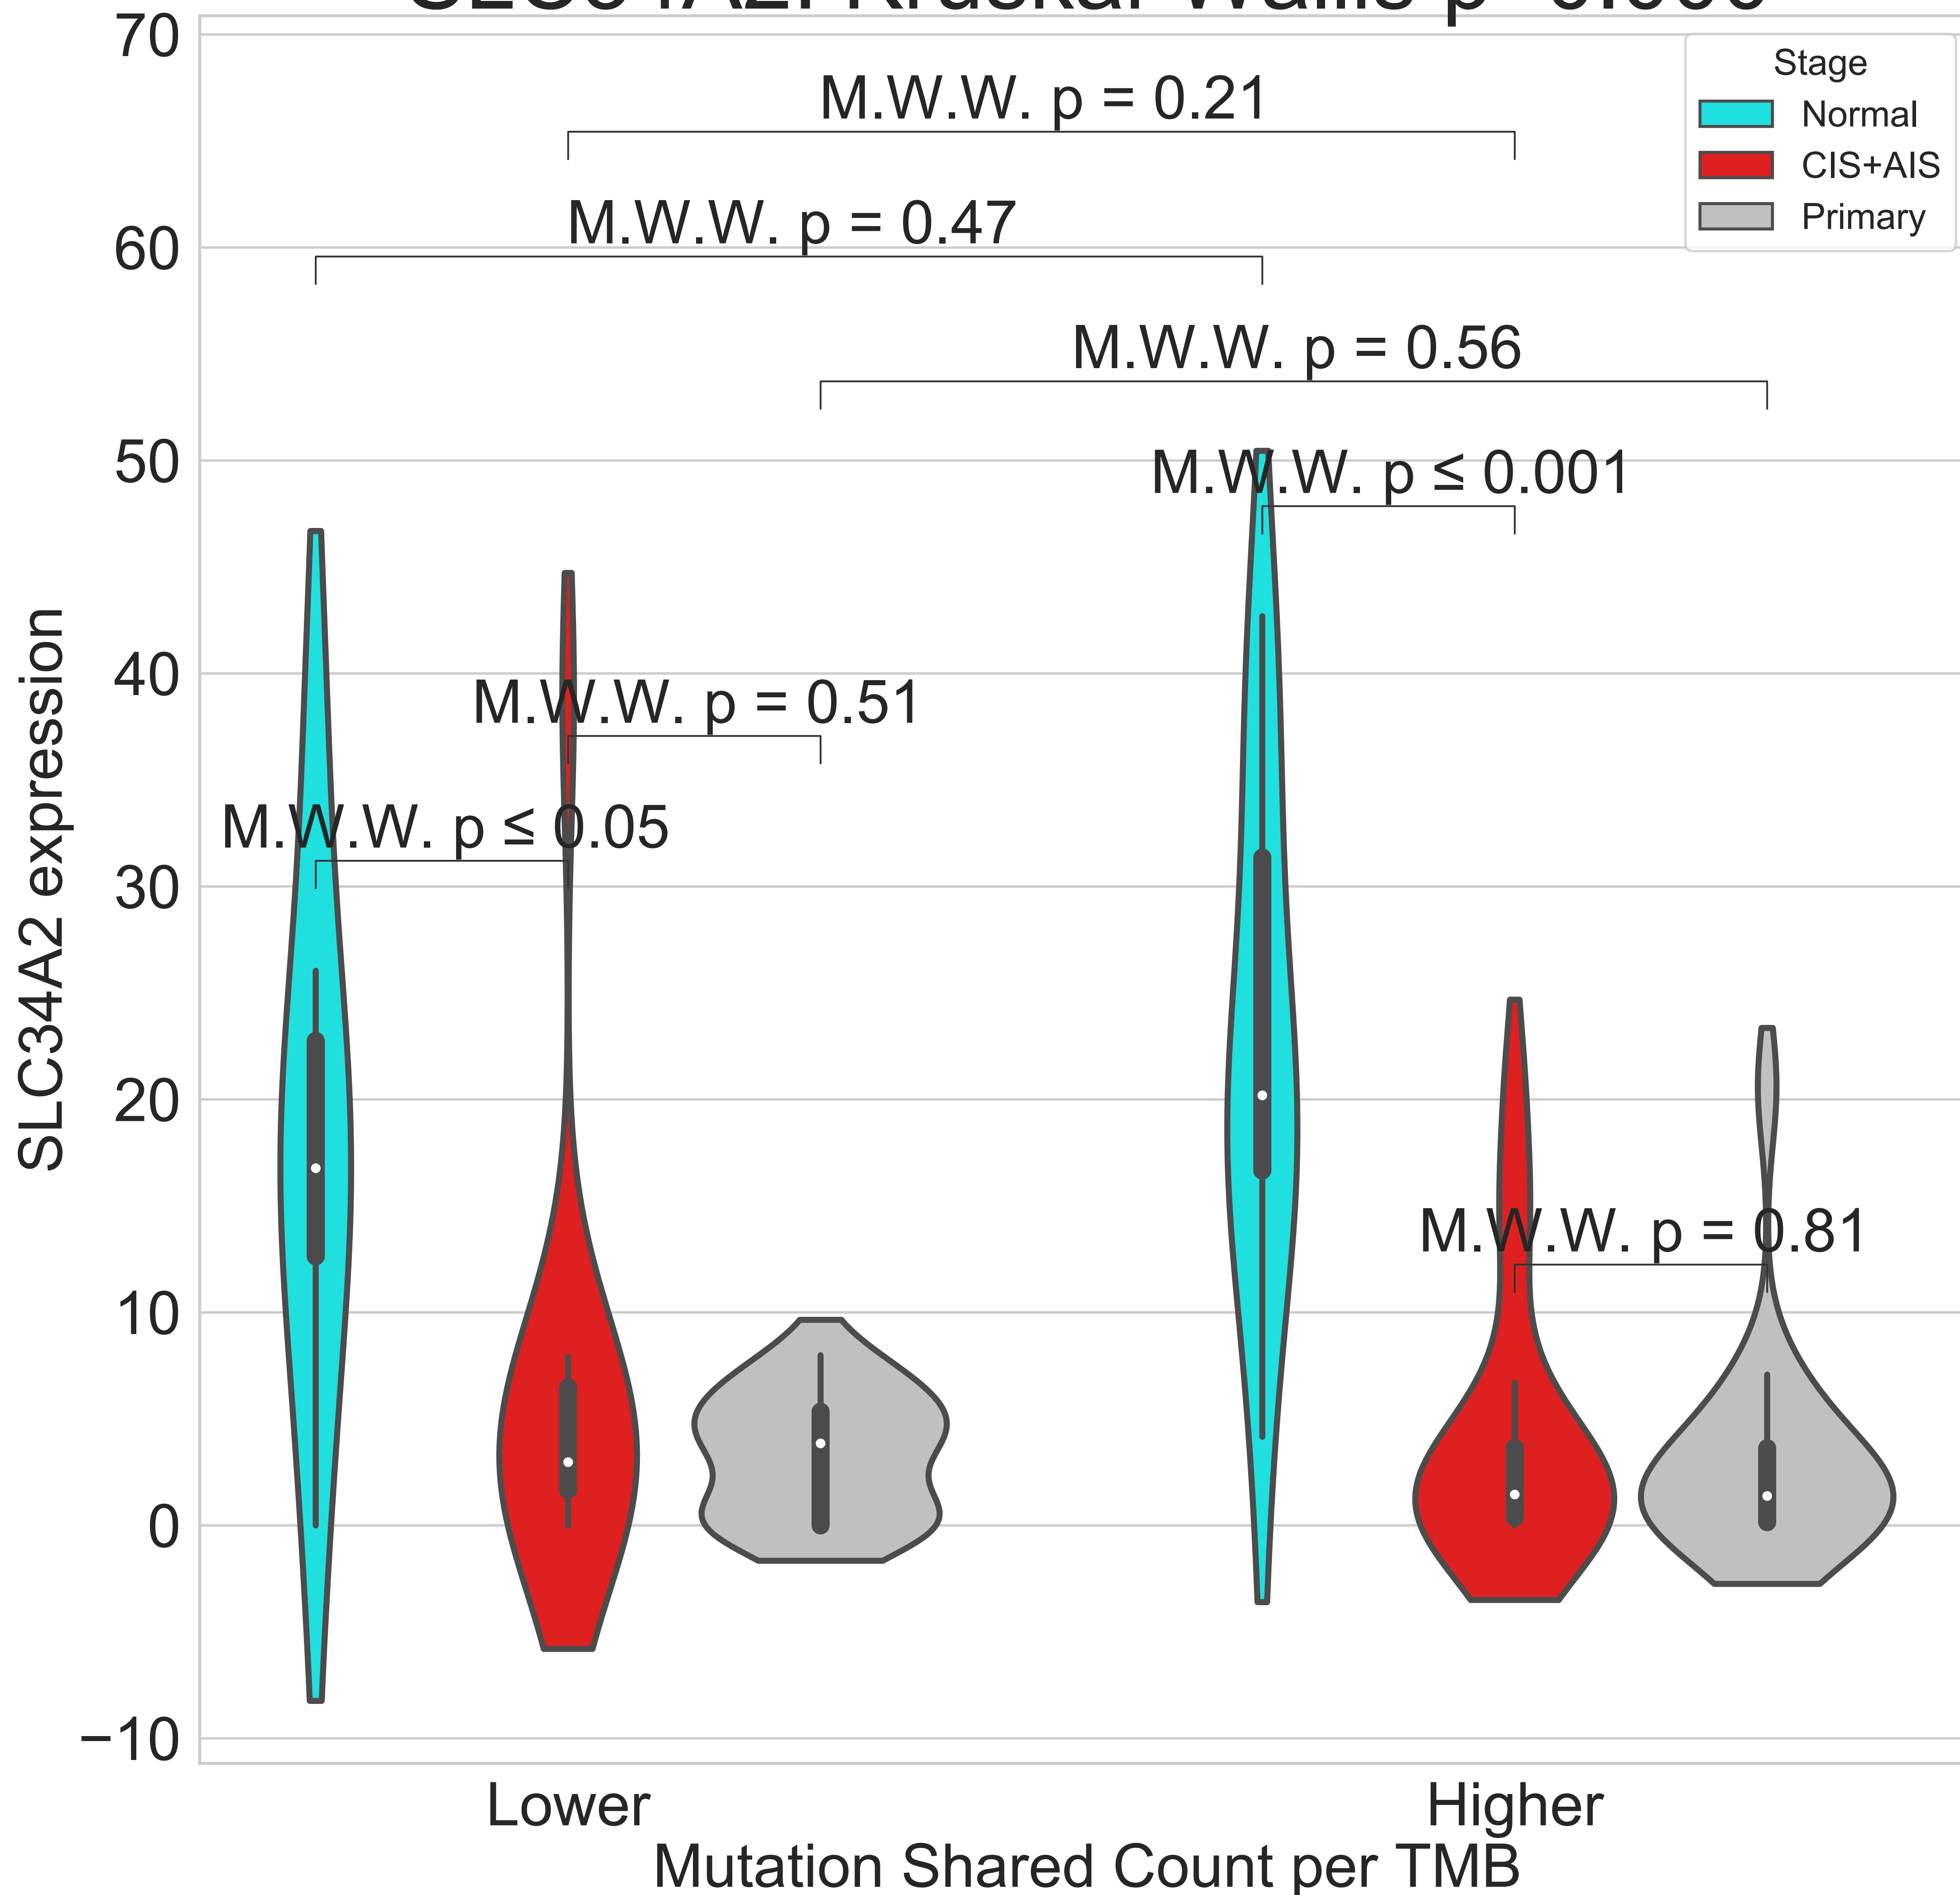 70
Stage
Normal
CIS+AIS
Primary
M.W.W. p = 0.21
M.W.W. p = 0.47
60
M.W.W. p = 0.56
50
M.W.W. p ≤ 0.001
40
M.W.W. p = 0.51
M.W.W. p ≤ 0.05
30
SLC34A2 expression
20
M.W.W. p = 0.81
10
0
−10
Lower
Higher
Mutation Shared Count per TMB